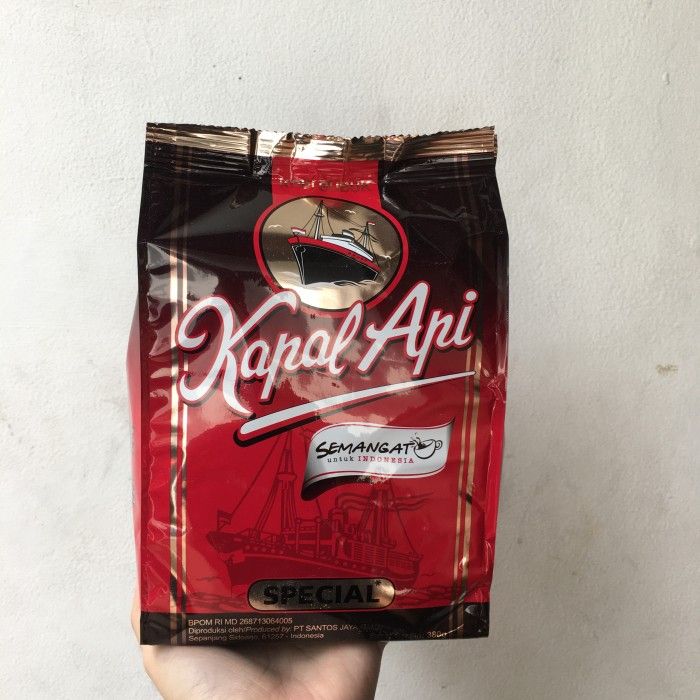 Kapal Api
SEMANGAT
untuk INDONESIA
SPECIAL
BPOM RI MD 268713064005
Diproduksi oleh/Produced by: PT SANTOS JAYA
Sepanjang Sidoarjo, 61257 - Indonesia
380g